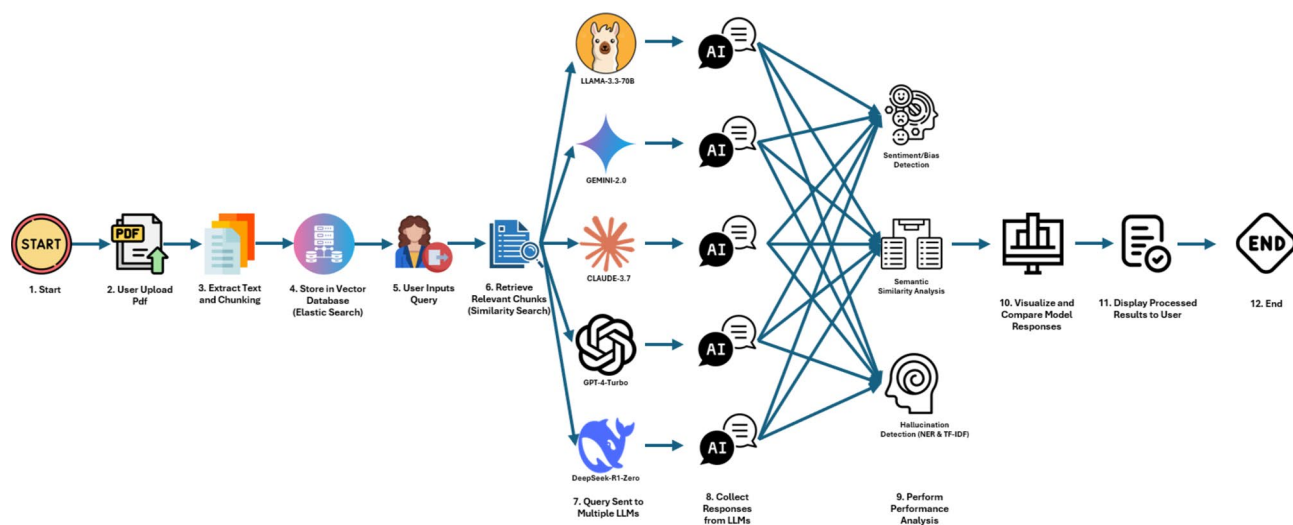 START
1. Start
PDF
2. User Upload
Pdf
3. Extract Text
and Chunking
4. Store in Vector
Database
(Elastic Search)
5. User Inputs
Query
6. Retrieve
Relevant Chunks
(Similarity Search)
LLAMA-3.3-70B
GEMINI-2.0
CLAUDE-3.7
GPT-4-Turbo
DeepSeek-R1-Zero
7. Query Sent to
Multiple LLMs
AI
AI
AI
AI
AI
8. Collect
Responses
from LLMs
Sentiment/Bias
Detection
Semantic
Similarity Analysis
Hallucination
Detection (NER & TF-IDF)
9. Perform
Performance
Analysis
10. Visualize and
Compare Model
Responses
11. Display Processed
Results to User
END
12. End